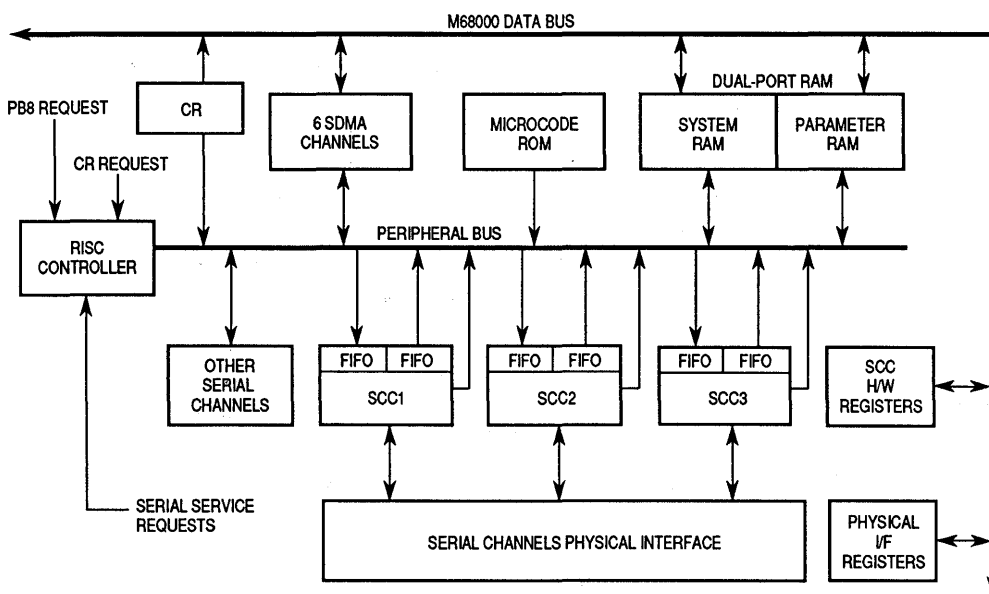 M68000 DATA BUS
DUAL-PORT RAM
PB8 REQUEST
CR
6 SDMA
CHANNELS
MICROCODE
ROM
SYSTEM
RAM
PARAMETER
RAM
CR REQUEST
RISC
CONTROLLER
PERIPHERAL BUS
OTHER
SERIAL
CHANNELS
FIFO FIFO
SCC1
FIFO FIFO
SCC2
FIFO FIFO
SCC3
SCC
H/W
REGISTERS
SERIAL SERVICE
REQUESTS
SERIAL CHANNELS PHYSICAL INTERFACE
PHYSICAL
I/F
REGISTERS